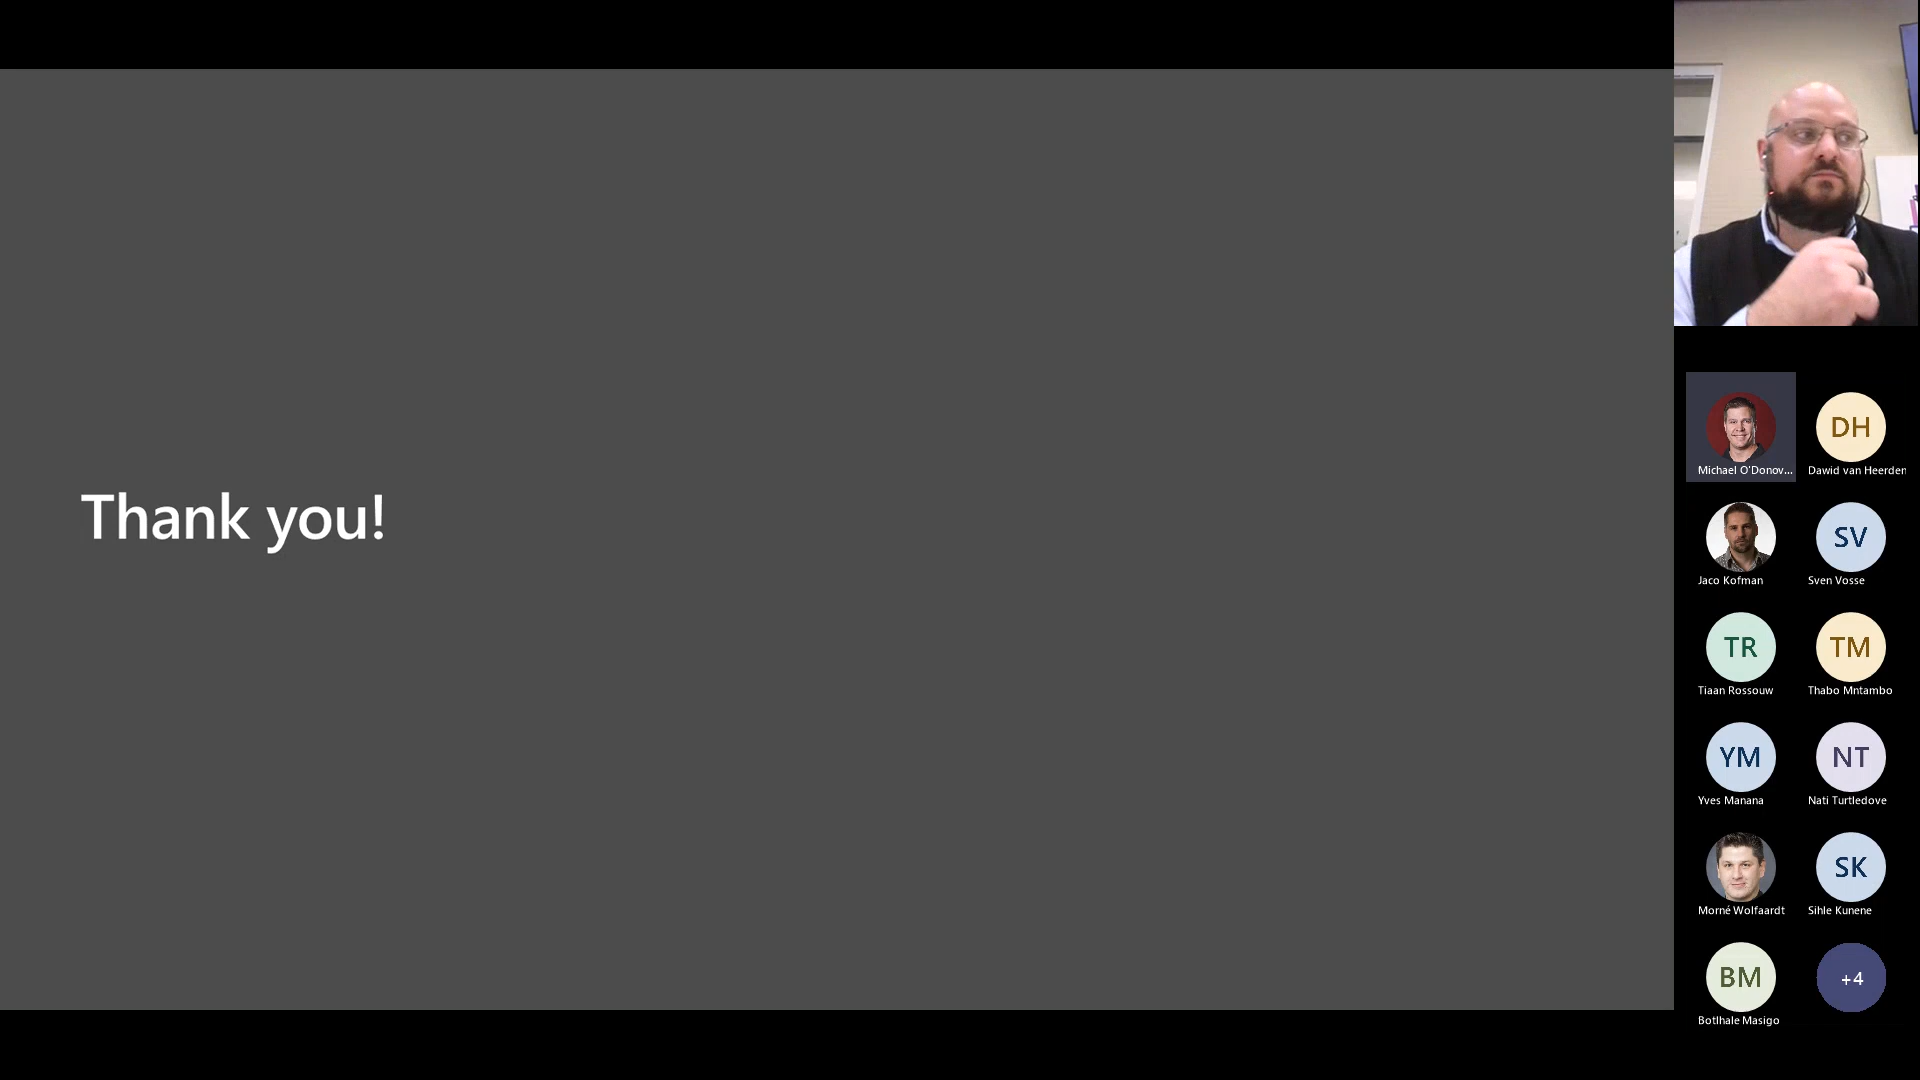 Thank you!
Michael O'Donov...
DH
Dawid van Heerden
Jaco Kofman
SV
Sven Vosse
TR
Tiaan Rossouw
TM
Thabo Mntambo
YM
Yves Manana
NT
Nati Turtledove
Morné Wolfaardt
SK
Sihle Kunene
BM
Botlhale Masigo
+4